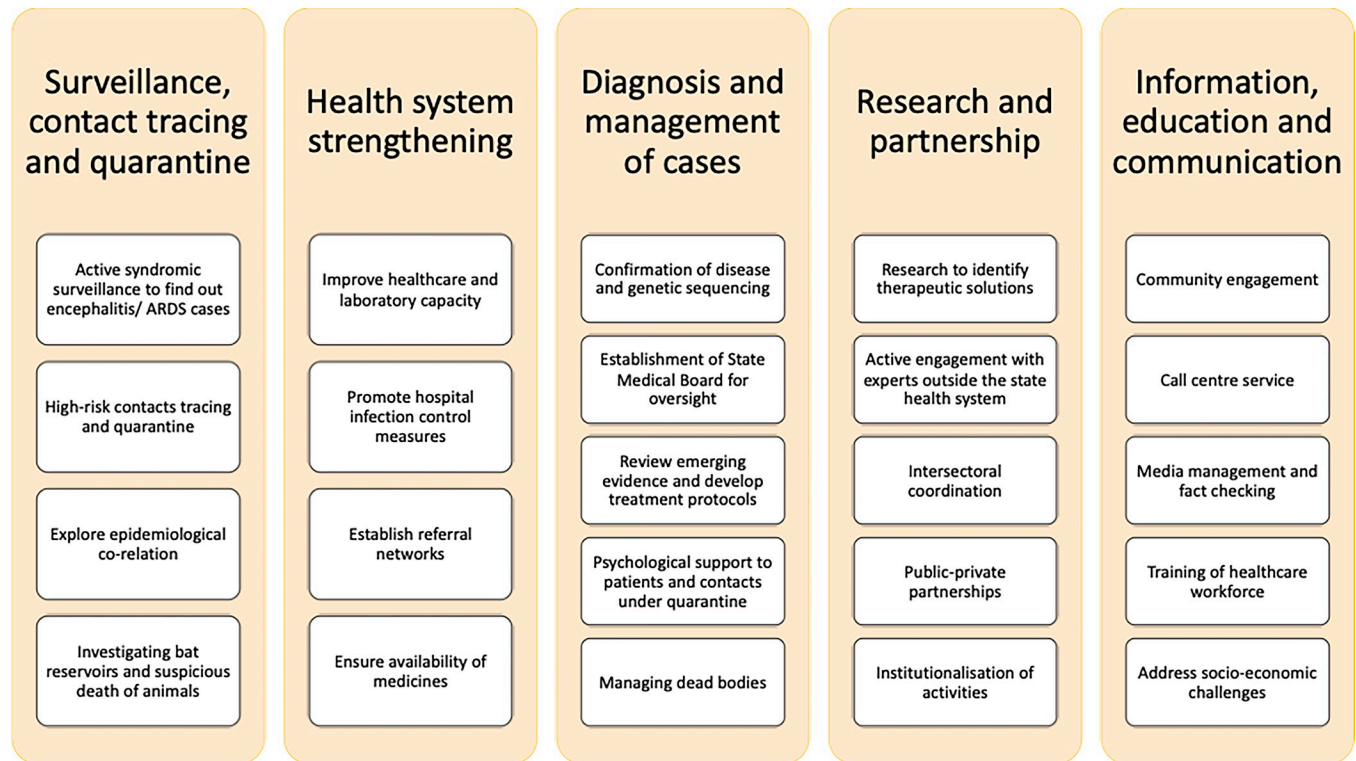 Surveillance,
contact tracing
and quarantine
Active syndromic
surveillance to find out
encephalitis/ ARDS cases
High-risk contacts tracing
and quarantine
Explore epidemiological
co-relation
Investigating bat
reservoirs and suspicious
death of animals
Health system
strengthening
Improve healthcare and
laboratory capacity
Promote hospital
infection control
measures
Establish referral
networks
Ensure availability of
medicines
Diagnosis and
management
of cases
Confirmation of disease
and genetic sequencing
Establishment of State
Medical Board for
oversight
Review emerging
evidence and develop
treatment protocols
Psychological support to
patients and contacts
under quarantine
Managing dead bodies
Research and
partnership
Research to identify
therapeutic solutions
Active engagement with
experts outside the state
health system
Intersectoral
coordination
Public-private
partnerships
Institutionalisation of
activities
Information,
education and
communication
Community engagement
Call centre service
Media management and
fact checking
Training of healthcare
workforce
Address socio-economic
challenges